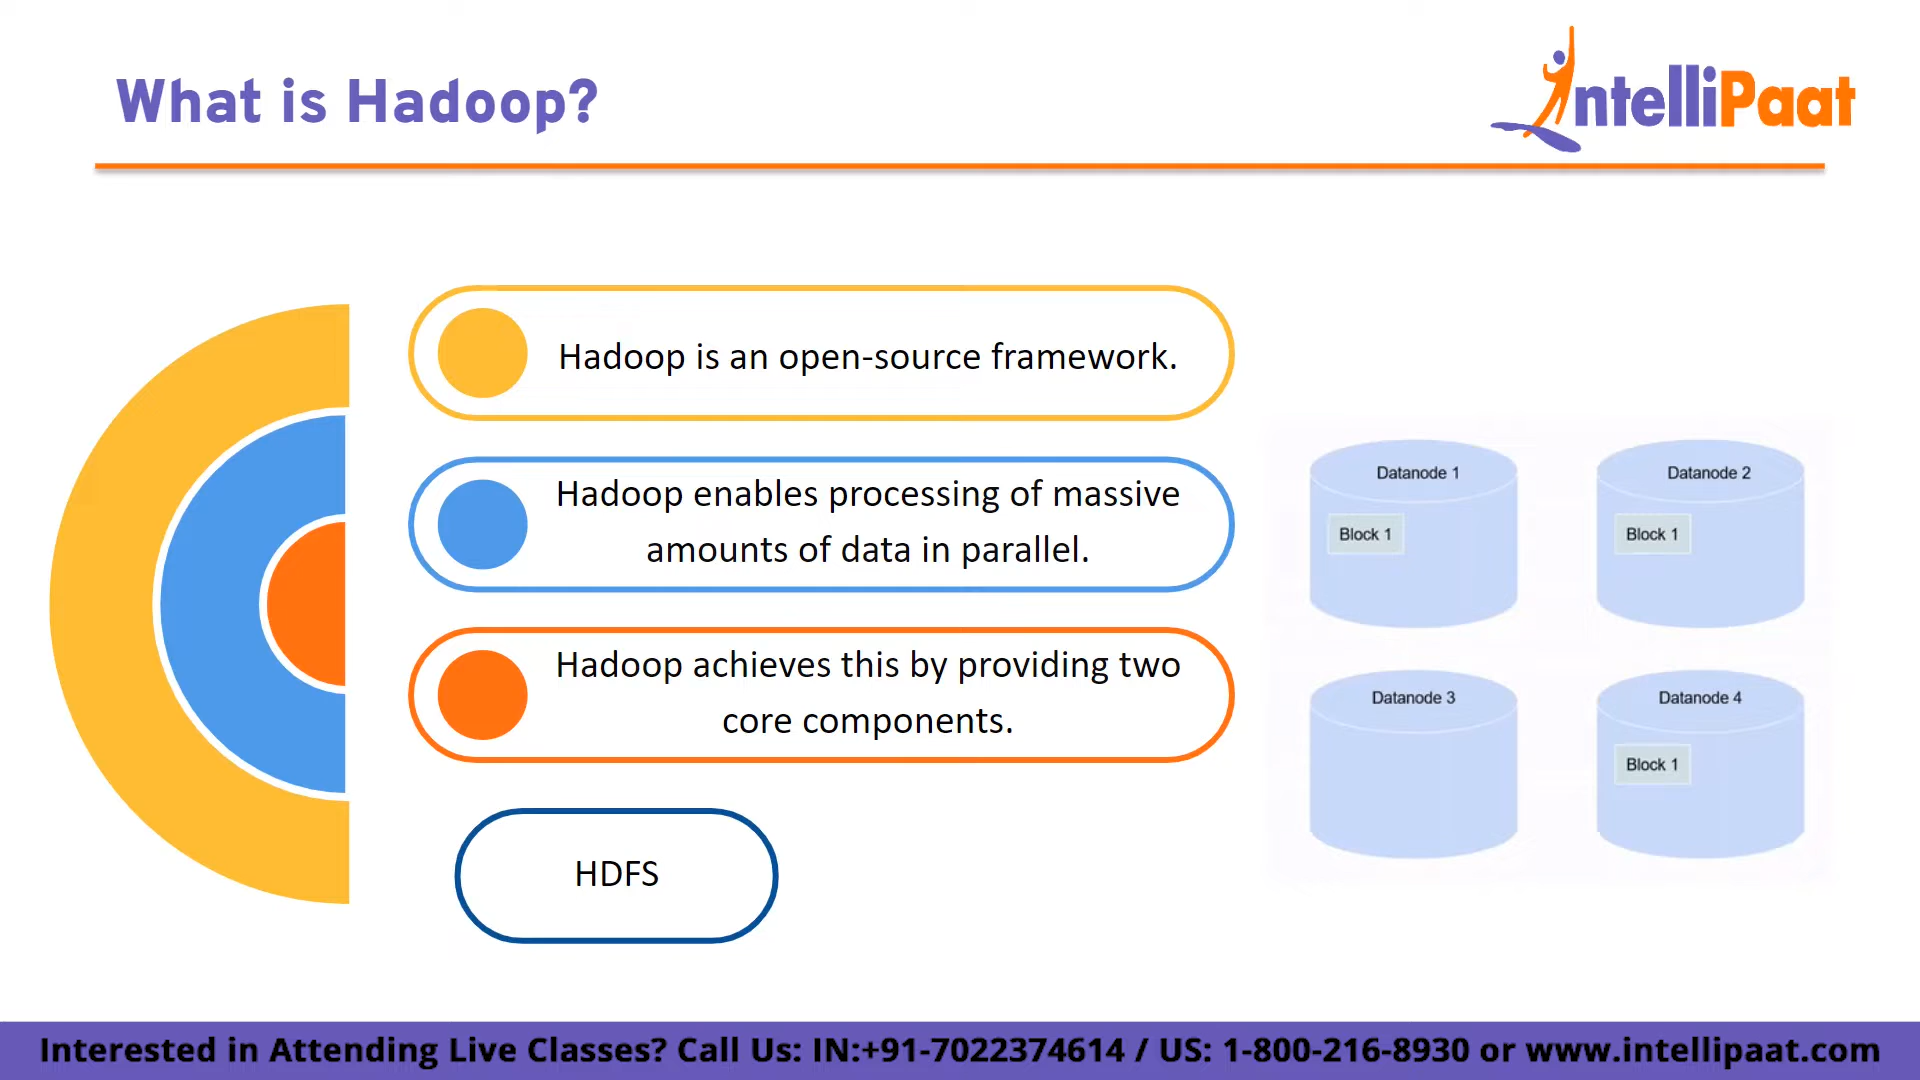 What is Hadoop?
IntelliPaat
Hadoop is an open-source framework.
Hadoop enables processing of massive
amounts of data in parallel.
Hadoop achieves this by providing two
core components.
HDFS
Datanode 1
Block 1
Datanode 2
Block 1
Datanode 3
Datanode 4
Block 1
Interested in Attending Live Classes? Call Us: IN:+91-7022374614 / US: 1-800-216-8930 or www.intellipaat.com